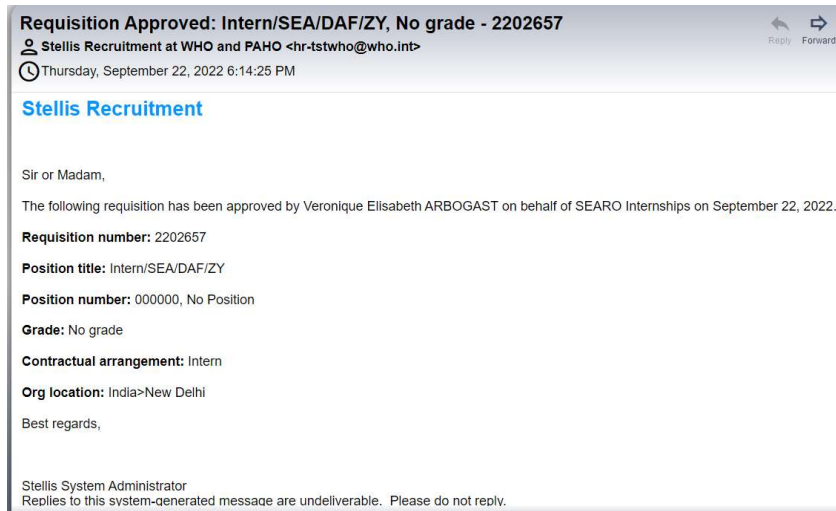 Requisition Approved: Intern/SEA/DAF/ZY, No grade - 2202657
Stellis Recruitment at WHO and PAHO <hr-tstwho@who.int>
Reply Forward
Thursday, September 22, 2022 6:14:25 PM
Stellis Recruitment
Sir or Madam,
The following requisition has been approved by Veronique Elisabeth ARBOGAST on behalf of SEARO Internships on September 22, 2022.
Requisition number: 2202657
Position title: Intern/SEA/DAF/ZY
Position number: 000000, No Position
Grade: No grade
Contractual arrangement: Intern
Org location: India>New Delhi
Best regards,
Stellis System Administrator
Replies to this system-generated message are undeliverable.  Please do not reply.